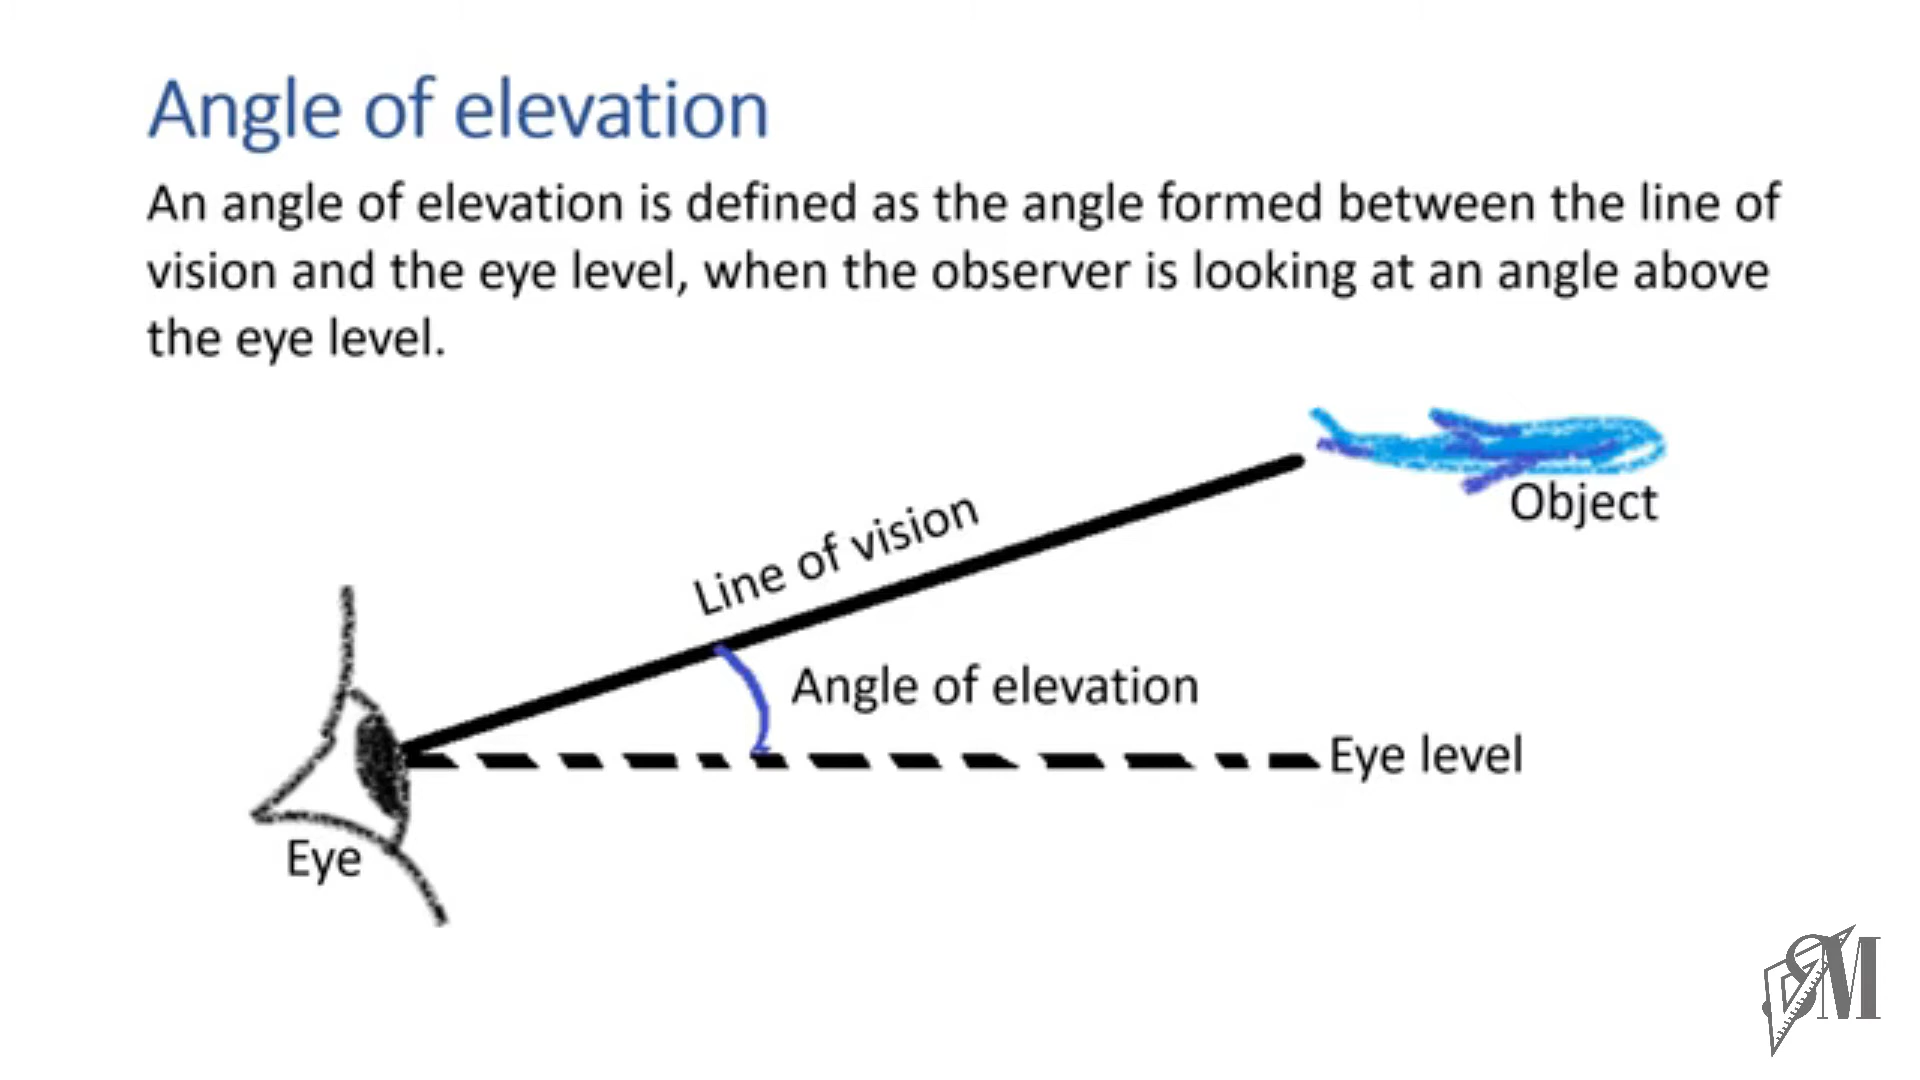 Angle of elevation
An angle of elevation is defined as the angle formed between the line of
vision and the eye level, when the observer is looking at an angle above
the eye level.
Object
Line of vision
Angle of elevation
Eye level
Eye
SM